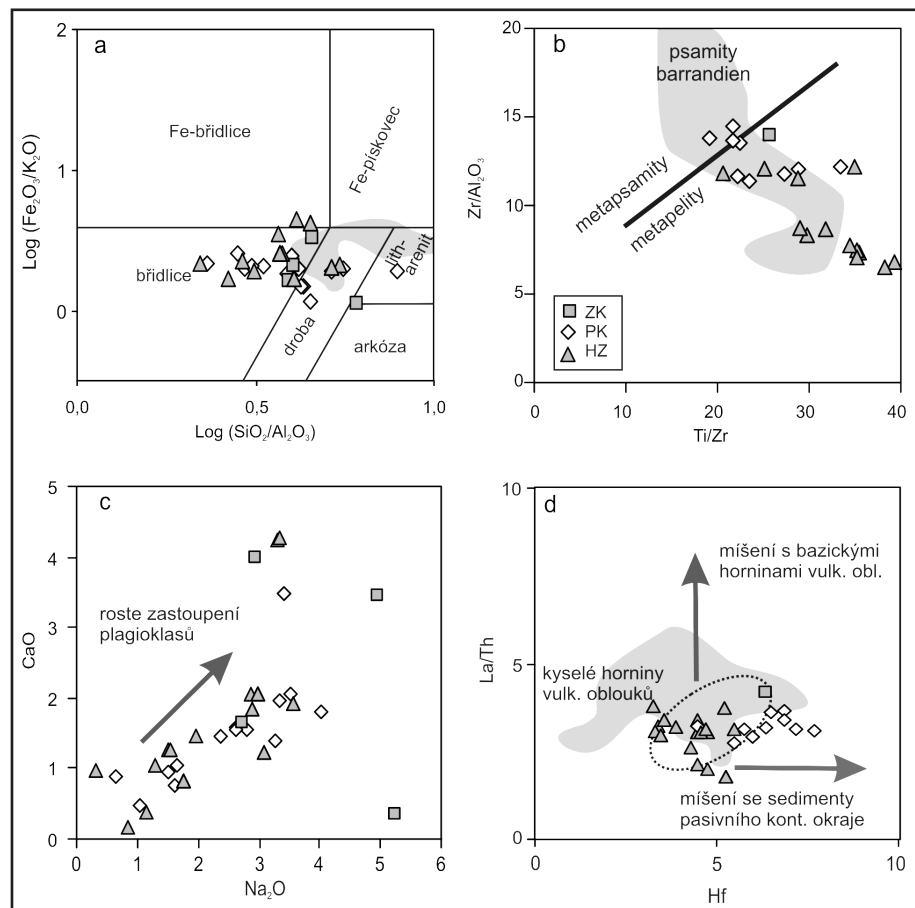 a
2
1
0
Log (Fe₂O₃/K₂O)
Fe-břidlice
Fe-pískovec
břidlice
droba
lith-
arenit
arkóza
0,0
0,5
1,0
Log (SiO₂/Al₂O₃)
b
20
15
10
5
0
Zr/Al₂O₃
psamity
barrandien
metapsamity
metapelity
ZK
PK
HZ
0
10
20
30
40
Ti/Zr
c
5
4
3
2
1
0
CaO
roste zastoupení
plagioklasů
0
1
2
3
4
5
6
Na₂O
d
10
5
0
La/Th
míšení s bazickými
horninami vulk. obl.
kyselé horniny
vulk. oblouků
míšení se sedimenty
pasivního kont. okraje
0
5
10
Hf